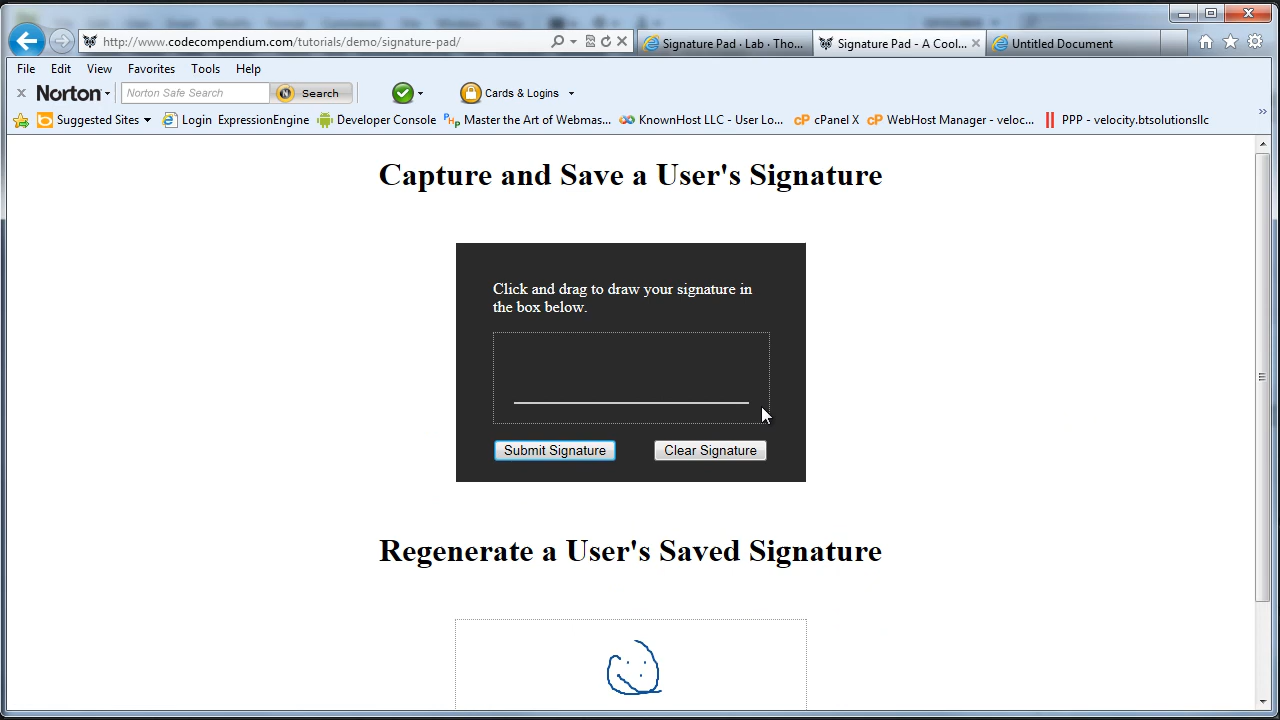 http://www.codecompendium.com/tutorials/demo/signature-pad/
Signature Pad · Lab · Tho...
Signature Pad - A Cool...
Untitled Document
File Edit View Favorites Tools Help
Norton
Norton Safe Search
Search
Cards & Logins
Suggested Sites
Login ExpressionEngine
Developer Console
Master the Art of Webmas...
KnownHost LLC - User Lo...
cP cPanel X
cP WebHost Manager - veloc...
PPP - velocity.btsolutionsllc
Capture and Save a User's Signature
Click and drag to draw your signature in
the box below.
Submit Signature
Clear Signature
Regenerate a User's Saved Signature